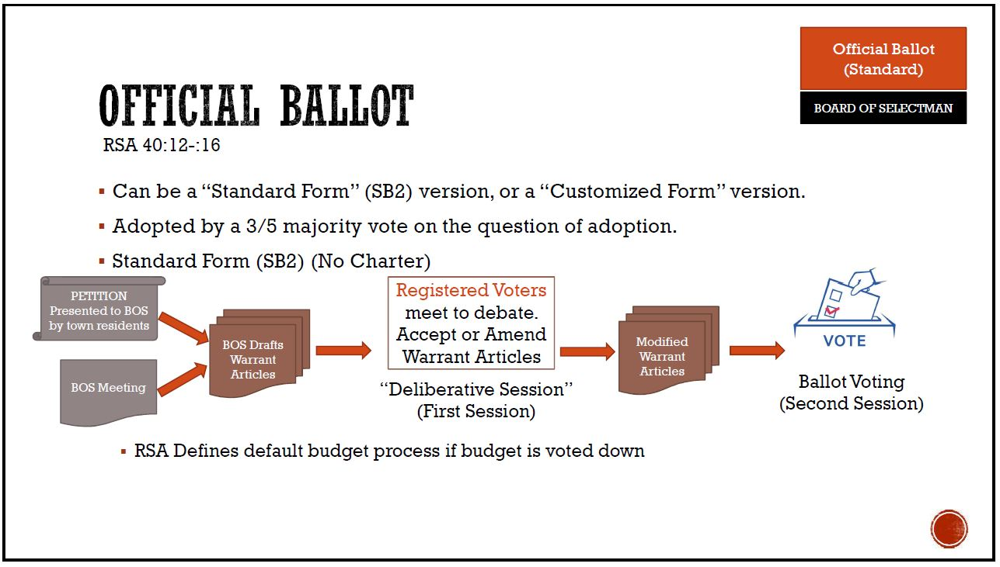 Official Ballot
(Standard)
BOARD OF SELECTMAN
OFFICIAL BALLOT
RSA 40:12-:16
▪ Can be a “Standard Form” (SB2) version, or a “Customized Form” version.
▪ Adopted by a 3/5 majority vote on the question of adoption.
▪ Standard Form (SB2) (No Charter)
PETITION
Presented to BOS
by town residents
BOS Meeting
BOS Drafts
Warrant
Articles
Registered Voters
meet to debate.
Accept or Amend
Warrant Articles
“Deliberative Session”
(First Session)
Modified
Warrant
Articles
VOTE
Ballot Voting
(Second Session)
▪ RSA Defines default budget process if budget is voted down